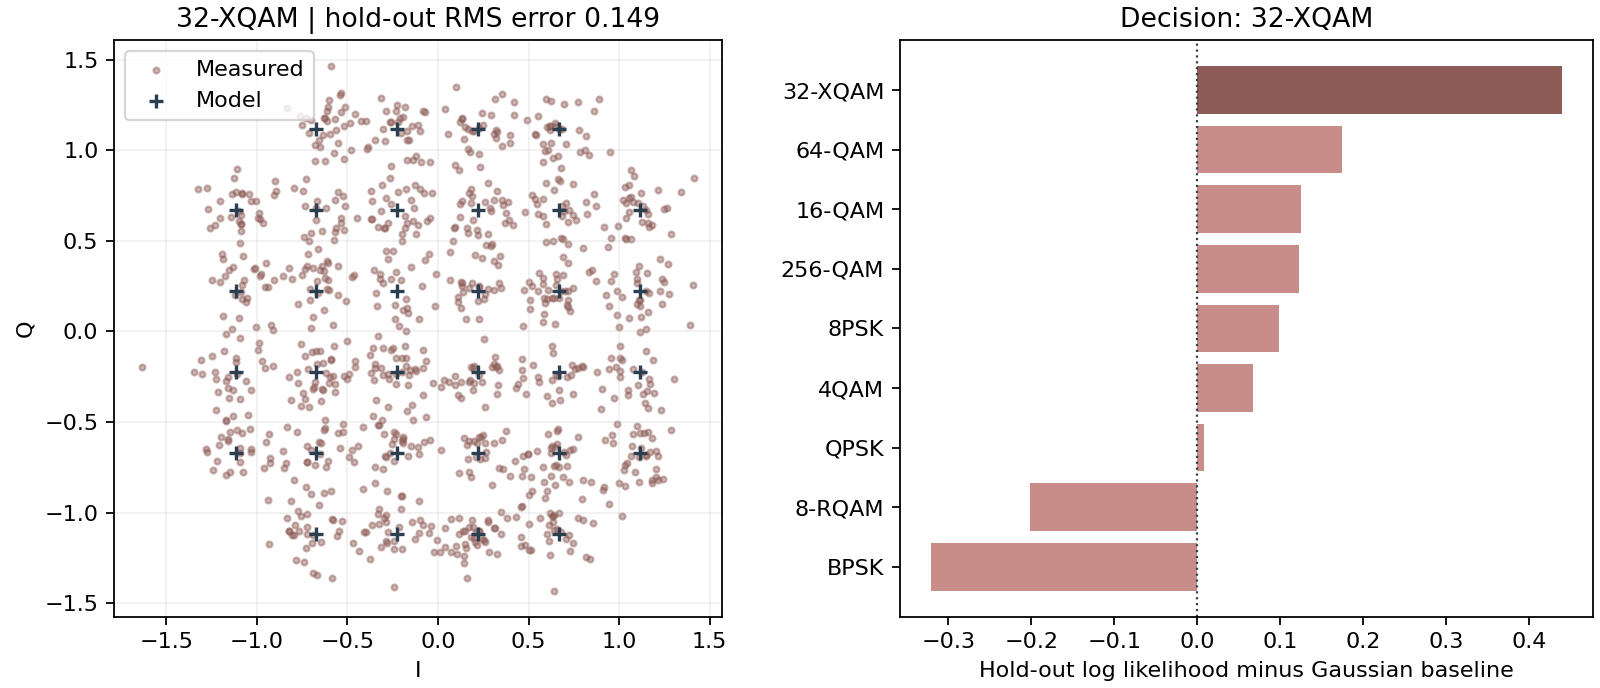 32-XQAM | hold-out RMS error 0.149
Measured
Model
Q
1.5
1.0
0.5
0.0
−0.5
−1.0
−1.5
−1.5
−1.0
−0.5
0.0
0.5
1.0
1.5
I
Decision: 32-XQAM
32-XQAM
64-QAM
16-QAM
256-QAM
8PSK
4QAM
QPSK
8-RQAM
BPSK
−0.3
−0.2
−0.1
0.0
0.1
0.2
0.3
0.4
Hold-out log likelihood minus Gaussian baseline